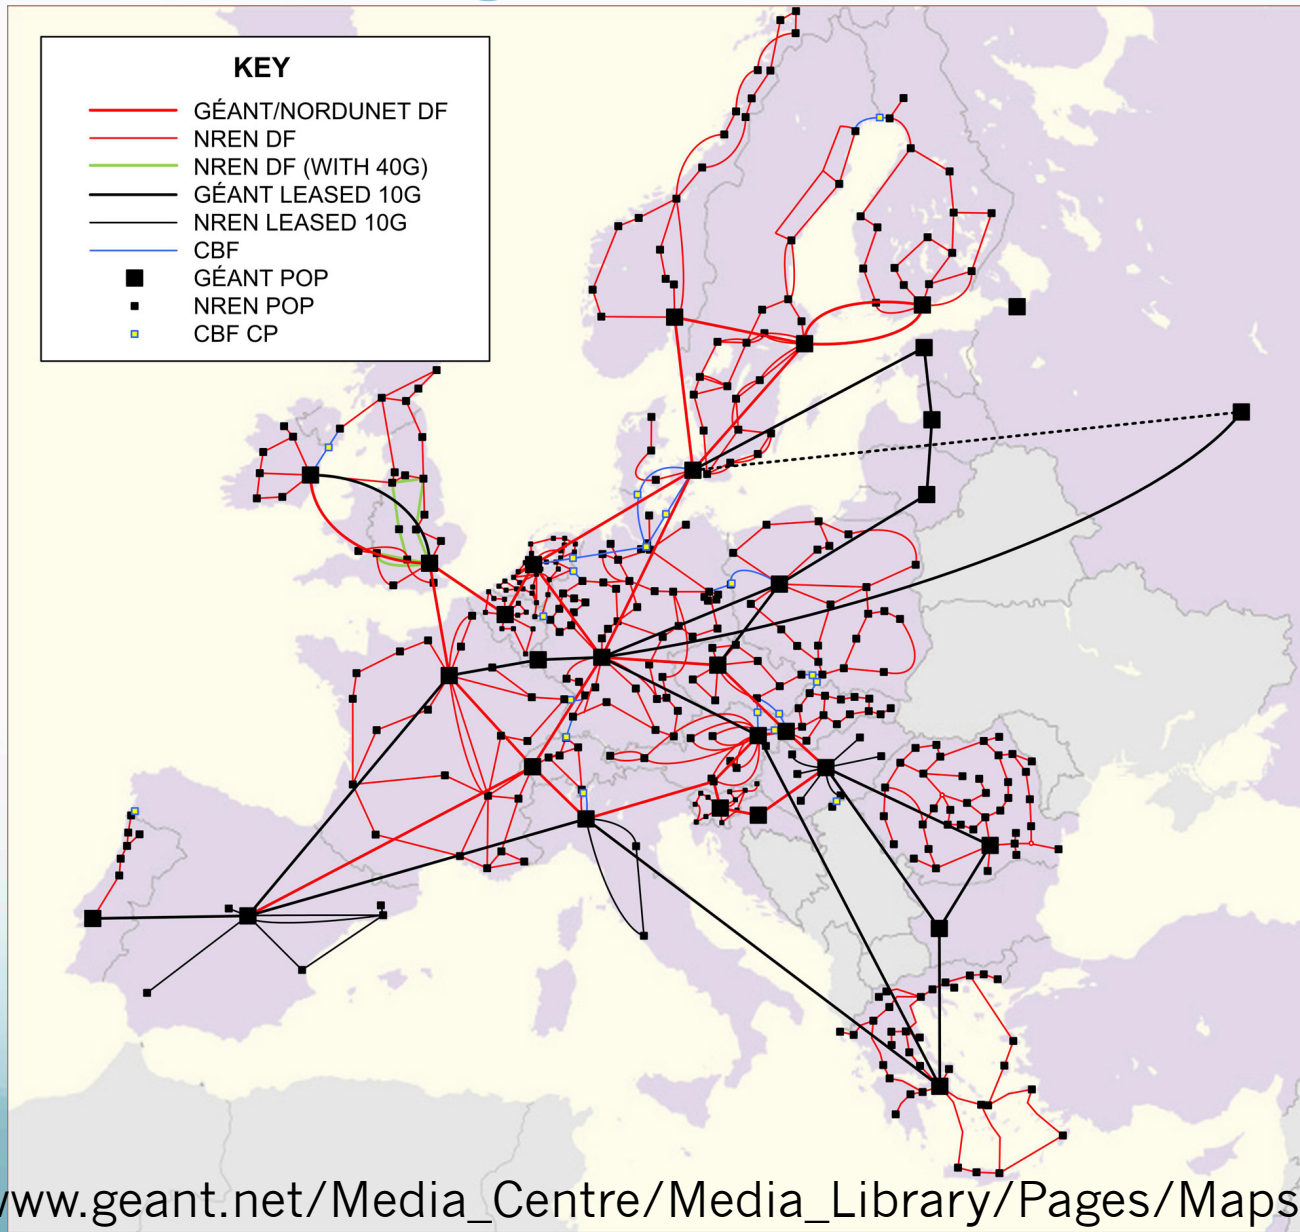 KEY
GÉANT/NORDUNET DF
NREN DF
NREN DF (WITH 40G)
GÉANT LEASED 10G
NREN LEASED 10G
CBF
GÉANT POP
NREN POP
CBF CP
www.geant.net/Media_Centre/Media_Library/Pages/Maps